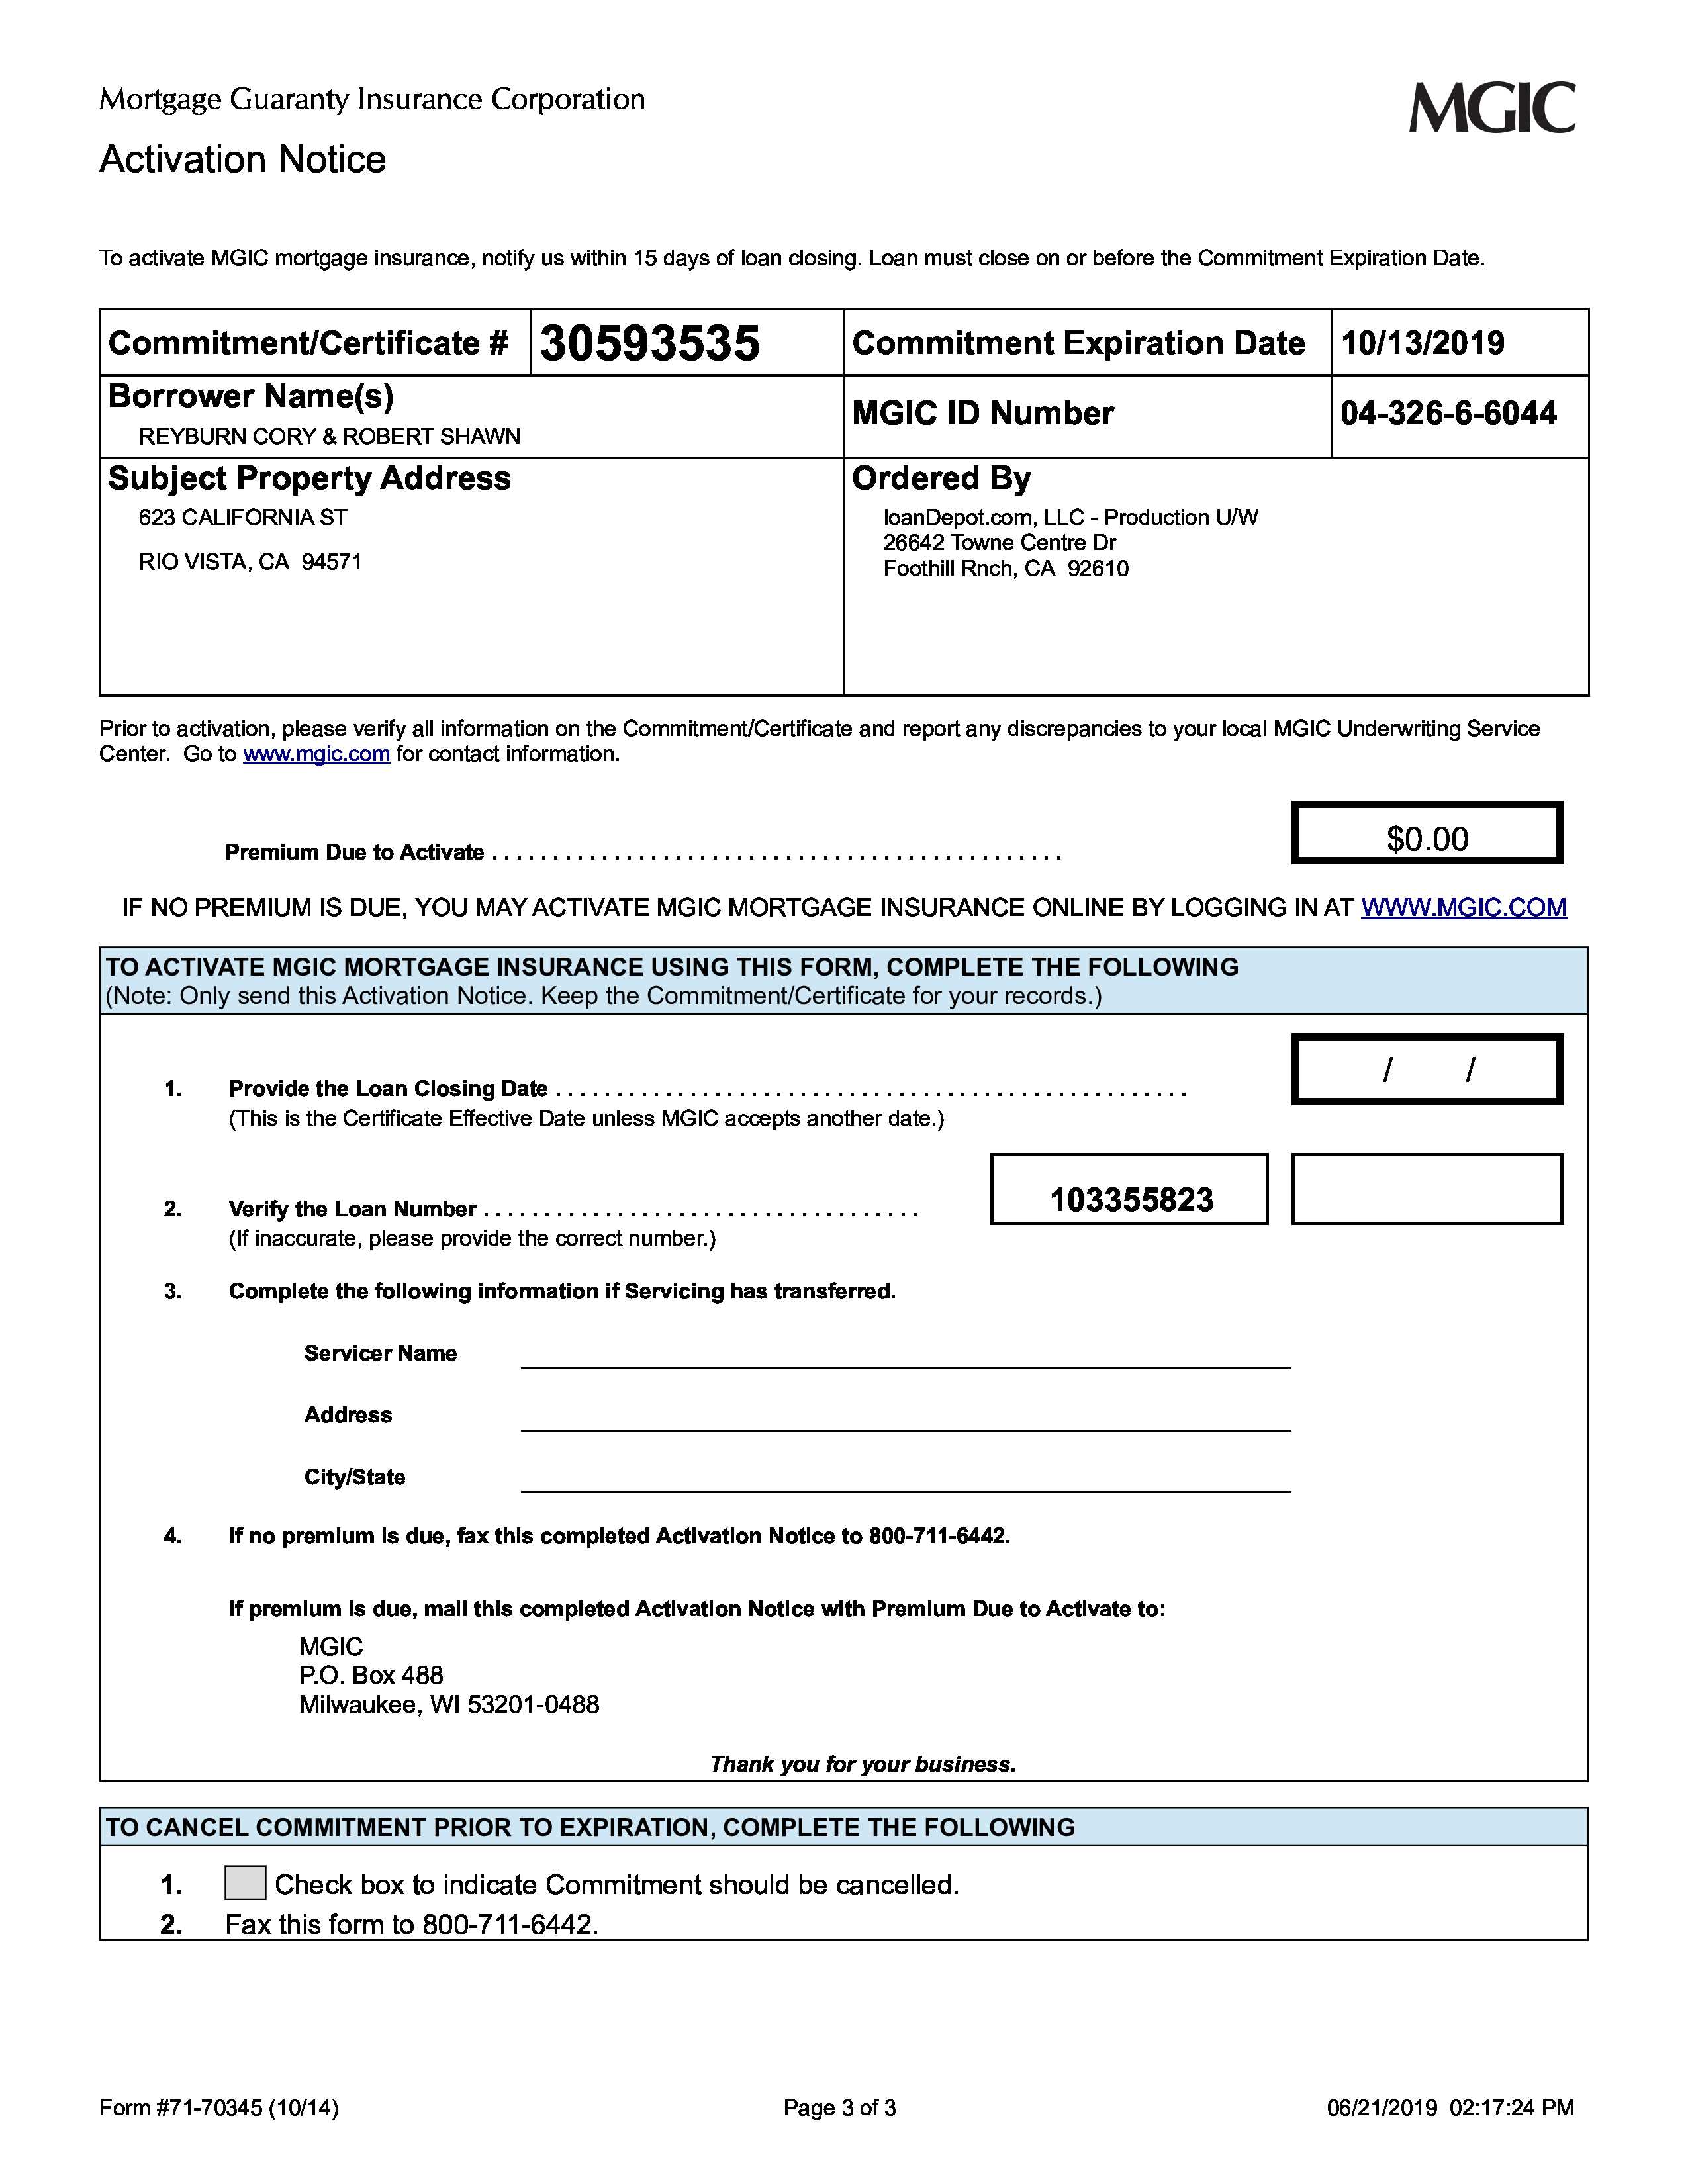 Mortgage Guaranty Insurance Corporation
MGIC
Activation Notice
To activate MGIC mortgage insurance, notify us within 15 days of loan closing. Loan must close on or before the Commitment Expiration Date.
Commitment/Certificate # 30593535 Commitment Expiration Date 10/13/2019
Borrower Name(s)
REYBURN CORY & ROBERT SHAWN
MGIC ID Number 04-326-6-6044
Subject Property Address
623 CALIFORNIA ST
RIO VISTA, CA 94571
Ordered By
loanDepot.com, LLC - Production U/W
26642 Towne Centre Dr
Foothill Rnch, CA 92610
Prior to activation, please verify all information on the Commitment/Certificate and report any discrepancies to your local MGIC Underwriting Service
Center. Go to www.mgic.com for contact information.
Premium Due to Activate . . . . . . . . . . . . . . . . . . . . . . . . . . . . . . . . . . . . . . . . . . . . . . . $0.00
IF NO PREMIUM IS DUE, YOU MAY ACTIVATE MGIC MORTGAGE INSURANCE ONLINE BY LOGGING IN AT WWW.MGIC.COM
TO ACTIVATE MGIC MORTGAGE INSURANCE USING THIS FORM, COMPLETE THE FOLLOWING
(Note: Only send this Activation Notice. Keep the Commitment/Certificate for your records.)
1. Provide the Loan Closing Date . . . . . . . . . . . . . . . . . . . . . . . . . . . . . . . . . . . . . . . . . . . . . . . . . . . . / /
(This is the Certificate Effective Date unless MGIC accepts another date.)
2. Verify the Loan Number . . . . . . . . . . . . . . . . . . . . . . . . . . . . . . . . . . . . 103355823
(If inaccurate, please provide the correct number.)
3. Complete the following information if Servicing has transferred.
Servicer Name
Address
City/State
4. If no premium is due, fax this completed Activation Notice to 800-711-6442.
If premium is due, mail this completed Activation Notice with Premium Due to Activate to:
MGIC
P.O. Box 488
Milwaukee, WI 53201-0488
Thank you for your business.
TO CANCEL COMMITMENT PRIOR TO EXPIRATION, COMPLETE THE FOLLOWING
1. Check box to indicate Commitment should be cancelled.
2. Fax this form to 800-711-6442.
Form #71-70345 (10/14) Page 3 of 3 06/21/2019 02:17:24 PM